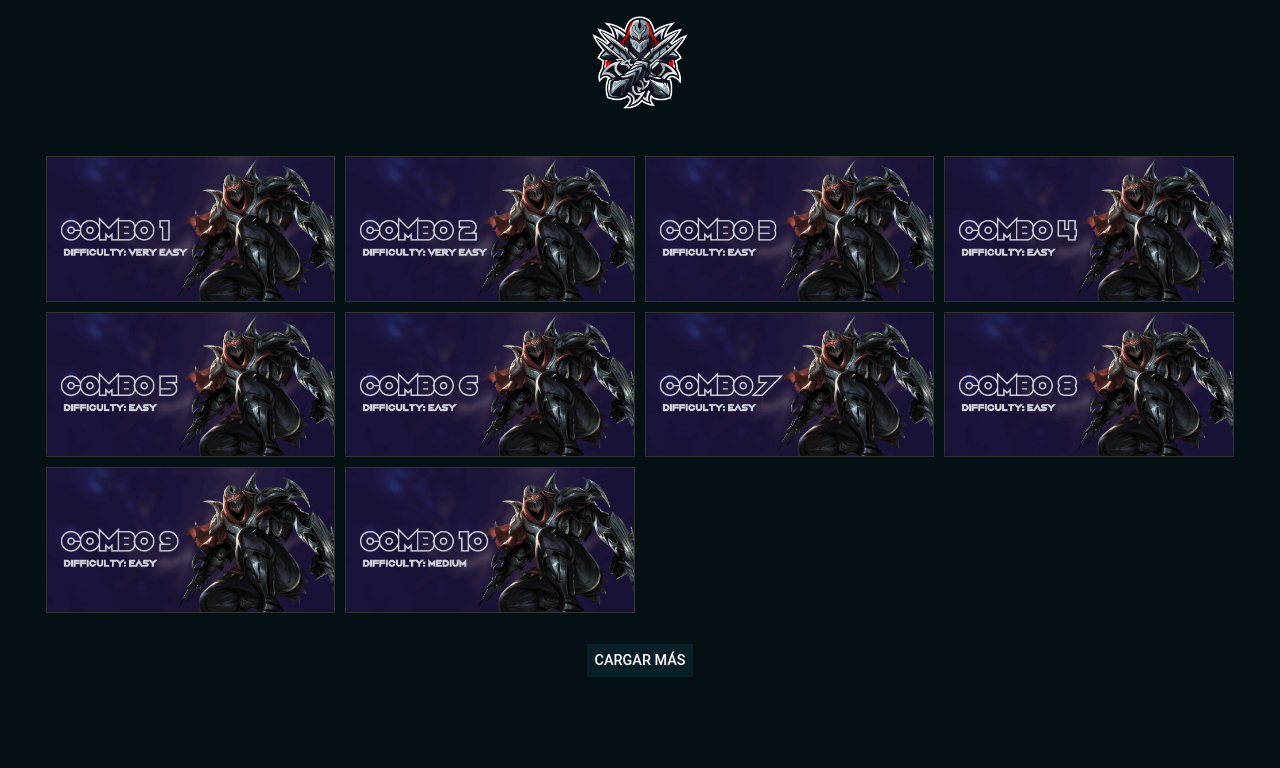 COMBO 1
DIFFICULTY: VERY EASY
COMBO 2
DIFFICULTY: VERY EASY
COMBO 3
DIFFICULTY: EASY
COMBO 4
DIFFICULTY: EASY
COMBO 5
DIFFICULTY: EASY
COMBO 6
DIFFICULTY: EASY
COMBO 7
DIFFICULTY: EASY
COMBO 8
DIFFICULTY: EASY
COMBO 9
DIFFICULTY: EASY
COMBO 10
DIFFICULTY: MEDIUM
CARGAR MÁS